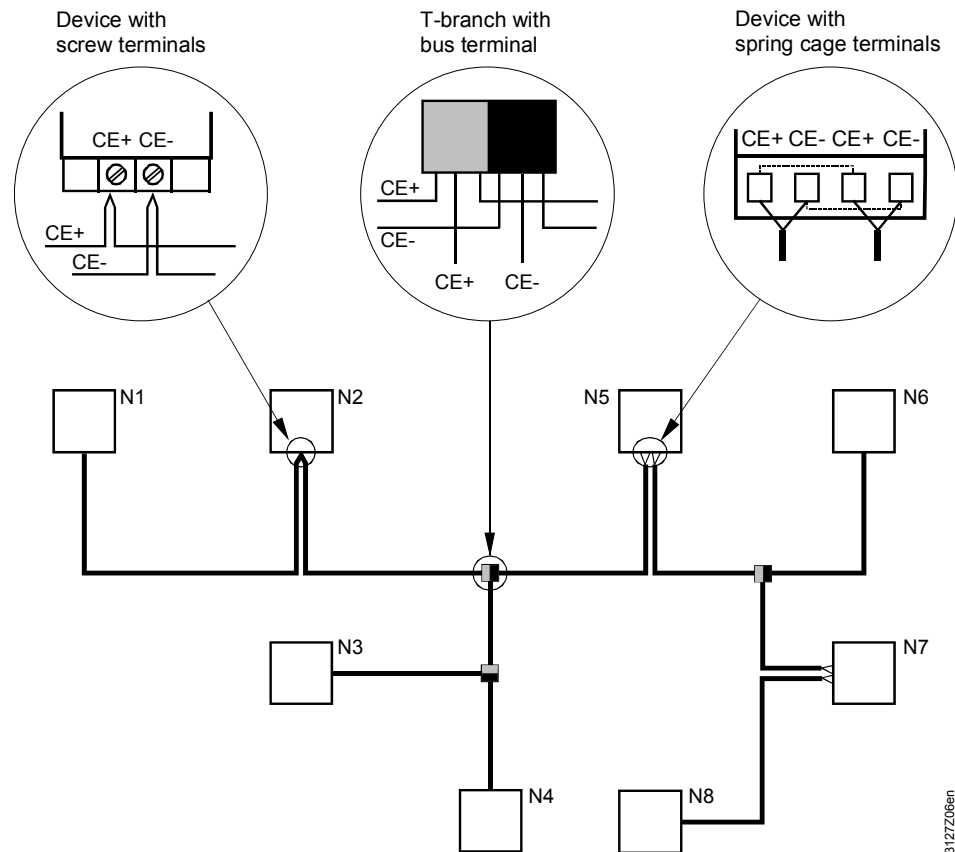 Device with
screw terminals
T-branch with
bus terminal
Device with
spring cage terminals
CE+ CE-
CE+
CE-
CE+
CE-
CE+ CE-
CE+ CE- CE+ CE-
N1
N2
N5
N6
N3
N7
N4
N8
3127Z06en